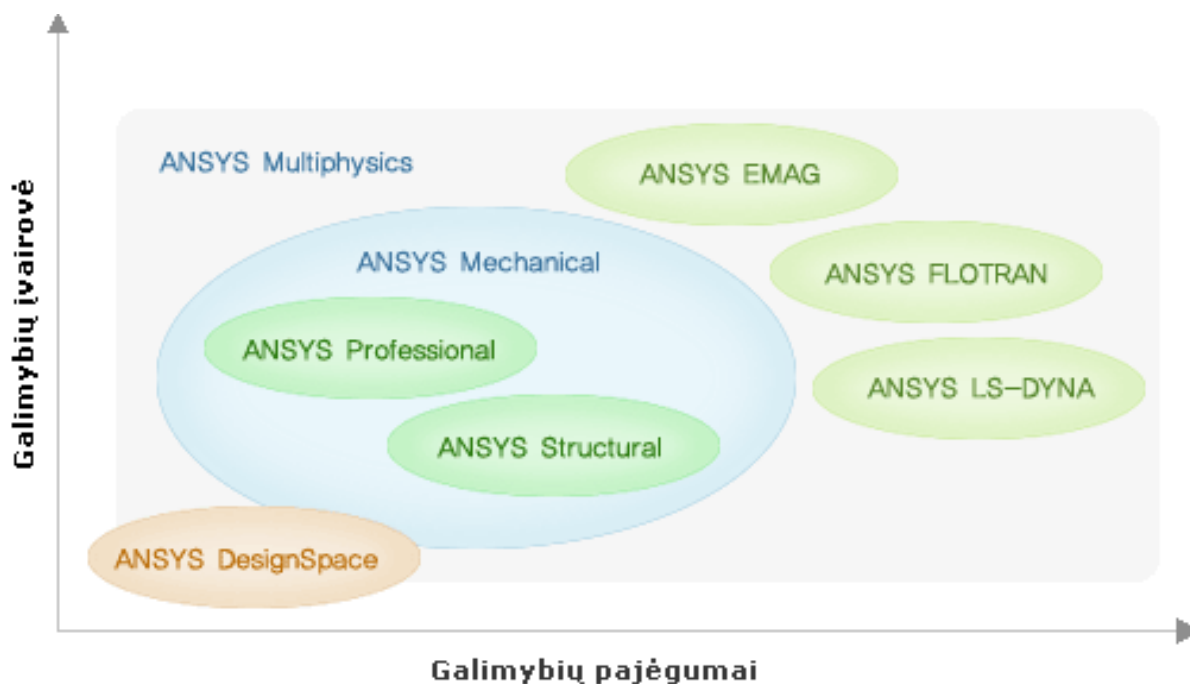 Galimybių įvairovė
ANSYS Multiphysics
ANSYS EMAG
ANSYS Mechanical
ANSYS FLOTRAN
ANSYS Professional
ANSYS LS-DYNA
ANSYS Structural
ANSYS DesignSpace
Galimybių pajėgumai